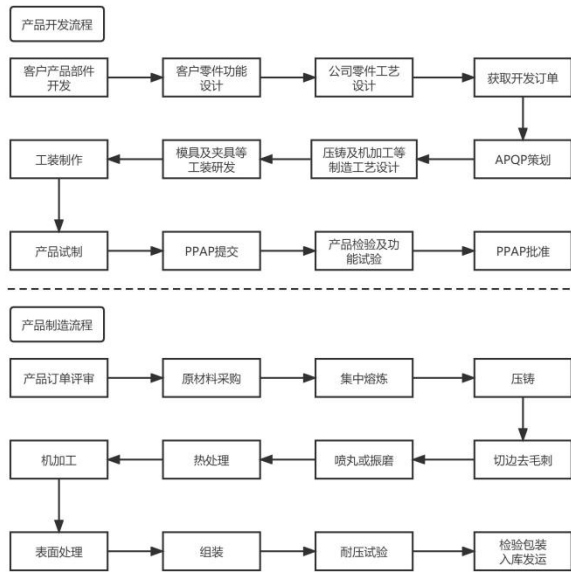 产品开发流程
客户产品部件
开发
客户零件功能
设计
公司零件工艺
设计
获取开发订单
APQP策划
压铸及机加工等
制造工艺设计
模具及夹具等
工装研发
工装制作
产品试制
PPAP提交
产品检验及功
能试验
PPAP批准
产品制造流程
产品订单评审
原材料采购
集中熔炼
压铸
切边去毛刺
喷丸或振磨
热处理
机加工
表面处理
组装
耐压试验
检验包装
入库发运